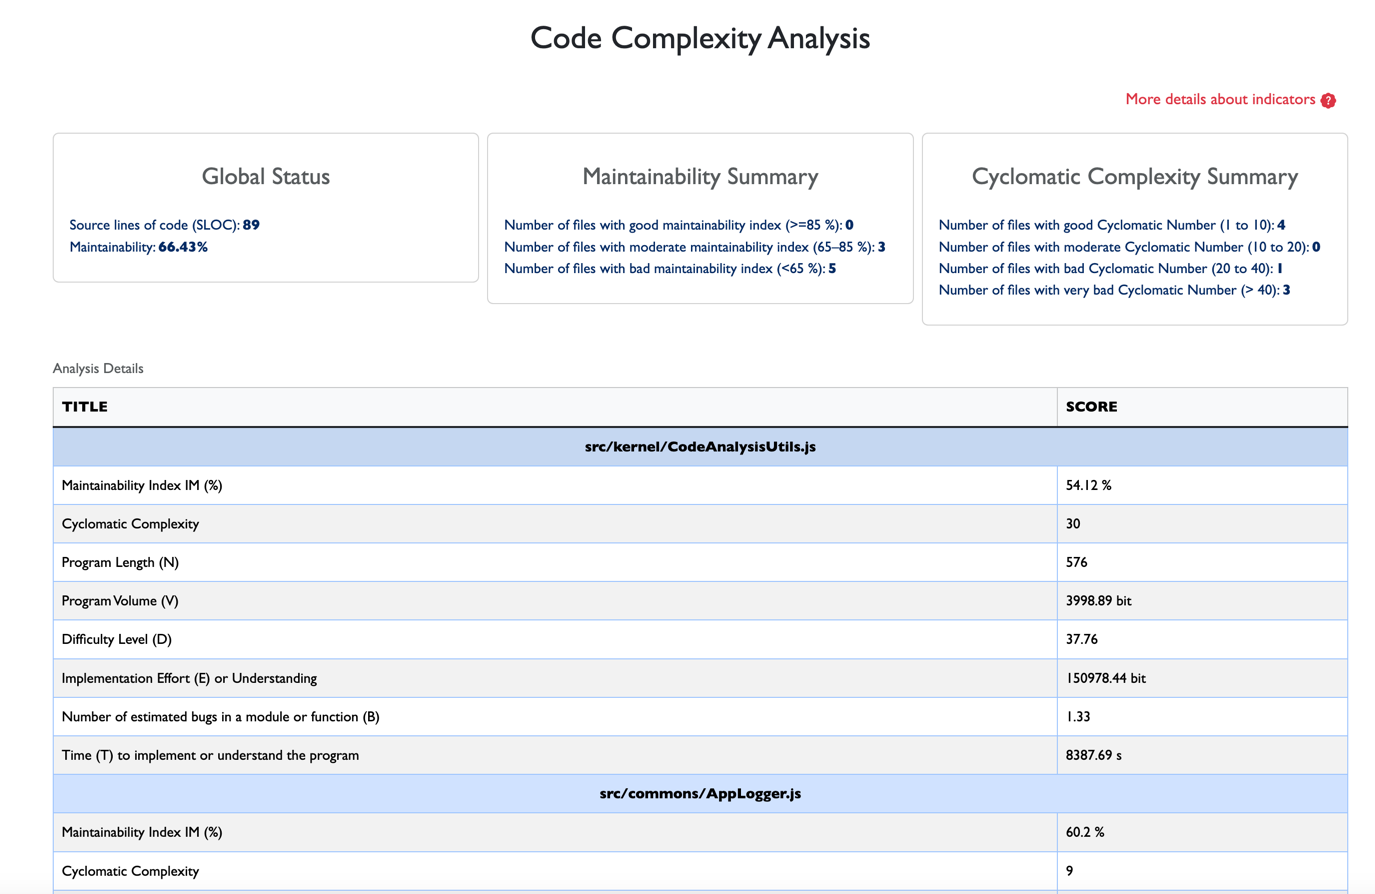 Code Complexity Analysis
More details about indicators ?
Global Status
Source lines of code (SLOC): 89
Maintainability: 66.43%
Maintainability Summary
Number of files with good maintainability index (>=85 %): 0
Number of files with moderate maintainability index (65–85 %): 3
Number of files with bad maintainability index (<65 %): 5
Cyclomatic Complexity Summary
Number of files with good Cyclomatic Number (1 to 10): 4
Number of files with moderate Cyclomatic Number (10 to 20): 0
Number of files with bad Cyclomatic Number (20 to 40): 1
Number of files with very bad Cyclomatic Number (> 40): 3
Analysis Details
TITLE SCORE
src/kernel/CodeAnalysisUtils.js
Maintainability Index IM (%) 54.12 %
Cyclomatic Complexity 30
Program Length (N) 576
Program Volume (V) 3998.89 bit
Difficulty Level (D) 37.76
Implementation Effort (E) or Understanding 150978.44 bit
Number of estimated bugs in a module or function (B) 1.33
Time (T) to implement or understand the program 8387.69 s
src/commons/AppLogger.js
Maintainability Index IM (%) 60.2 %
Cyclomatic Complexity 9